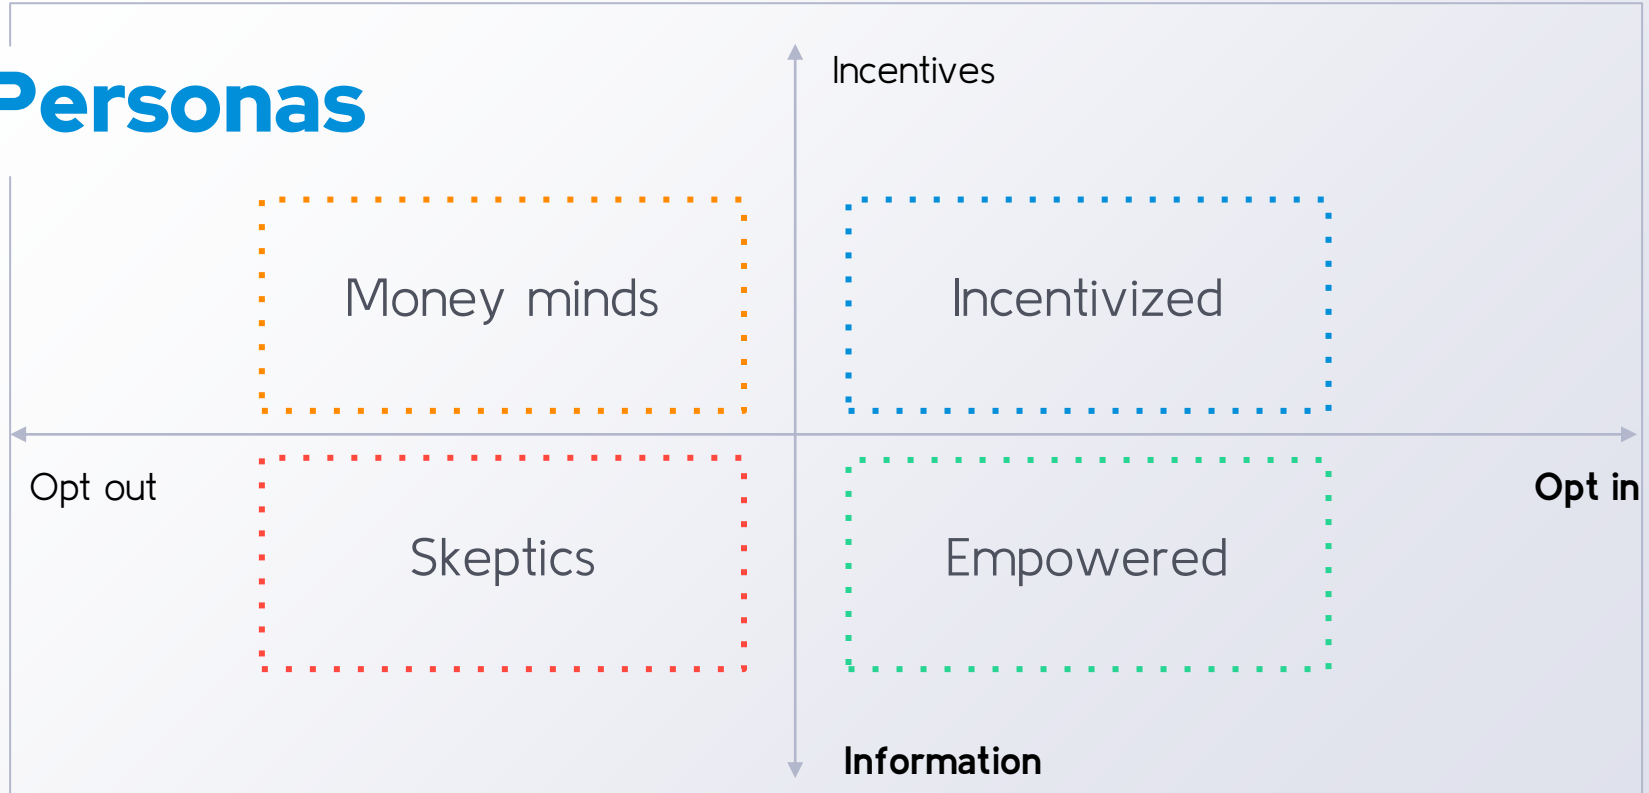 Incentives
Personas
Money minds
Incentivized
Opt out
Opt in
Skeptics
Empowered
Information